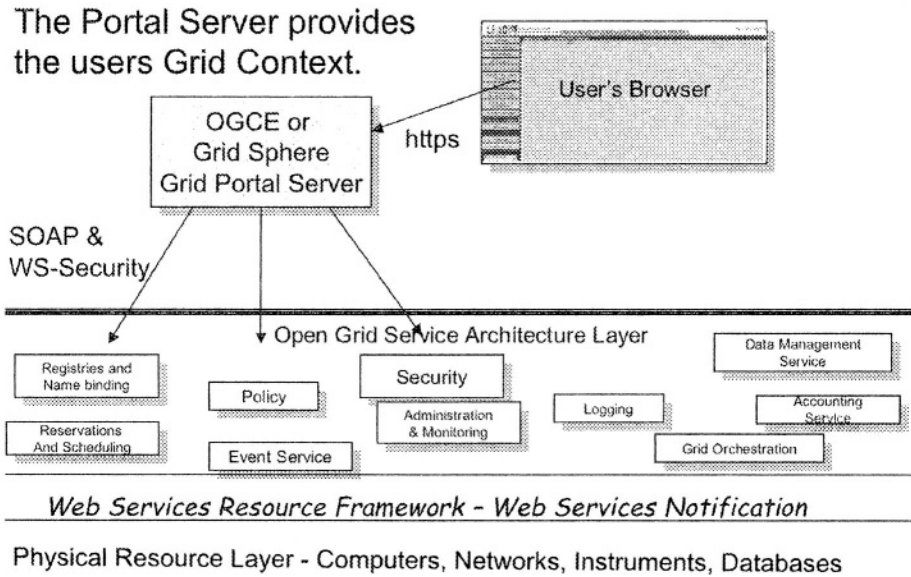 The Portal Server provides
the users Grid Context.
User's Browser
OGCE or
Grid Sphere
Grid Portal Server
https
SOAP &
WS-Security
Open Grid Service Architecture Layer
Registries and
Name binding
Policy
Security
Data Management
Service
Reservations
And Scheduling
Administration
& Monitoring
Logging
Accounting
Service
Event Service
Grid Orchestration
Web Services Resource Framework - Web Services Notification
Physical Resource Layer - Computers, Networks, Instruments, Databases